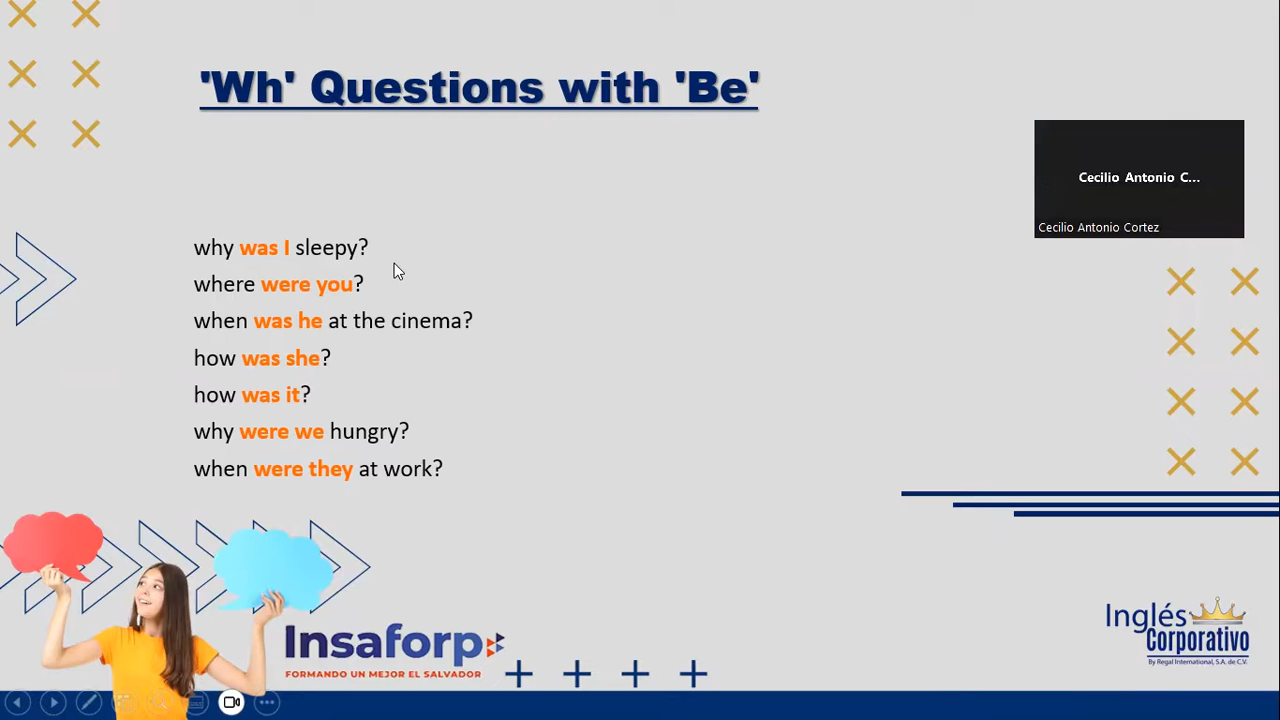 'Wh' Questions with 'Be'
Cecilio Antonio C...
Cecilio Antonio Cortez
why was I sleepy?
where were you?
when was he at the cinema?
how was she?
how was it?
why were we hungry?
when were they at work?
Insaforp
FORMANDO UN MEJOR EL SALVADOR
Inglés
Corporativo
By Regal International, S.A. de C.V.